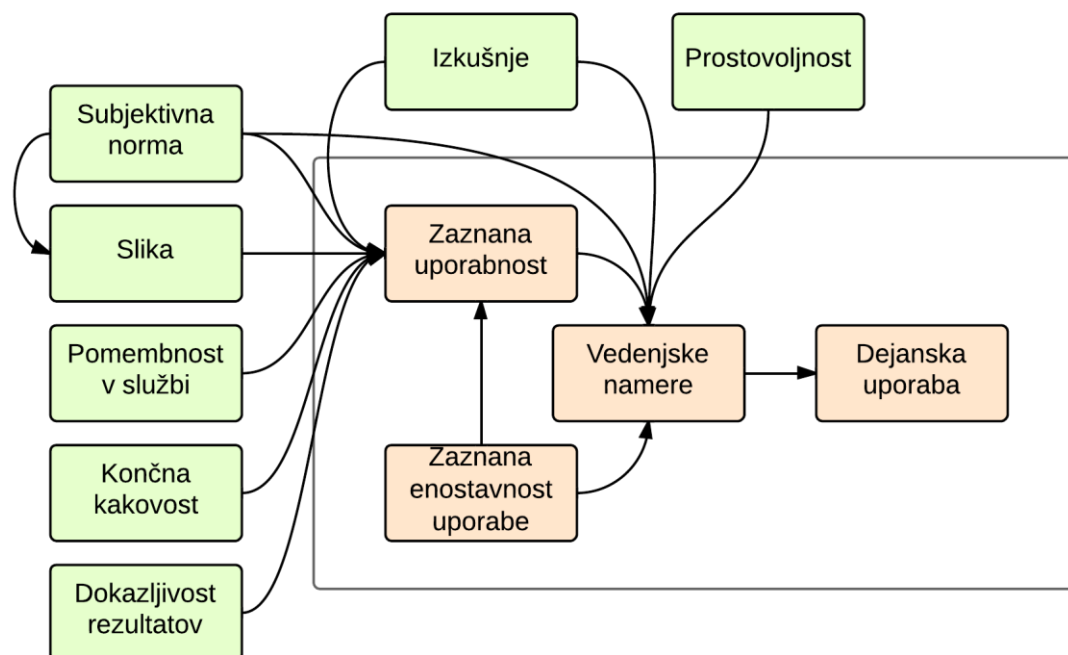 Izkušnje
Prostovoljnost
Subjektivna
norma
Slika
Zaznana
uporabnost
Pomembnost
v službi
Vedenjske
namere
Dejanska
uporaba
Končna
kakovost
Zaznana
enostavnost
uporabe
Dokazljivost
rezultatov